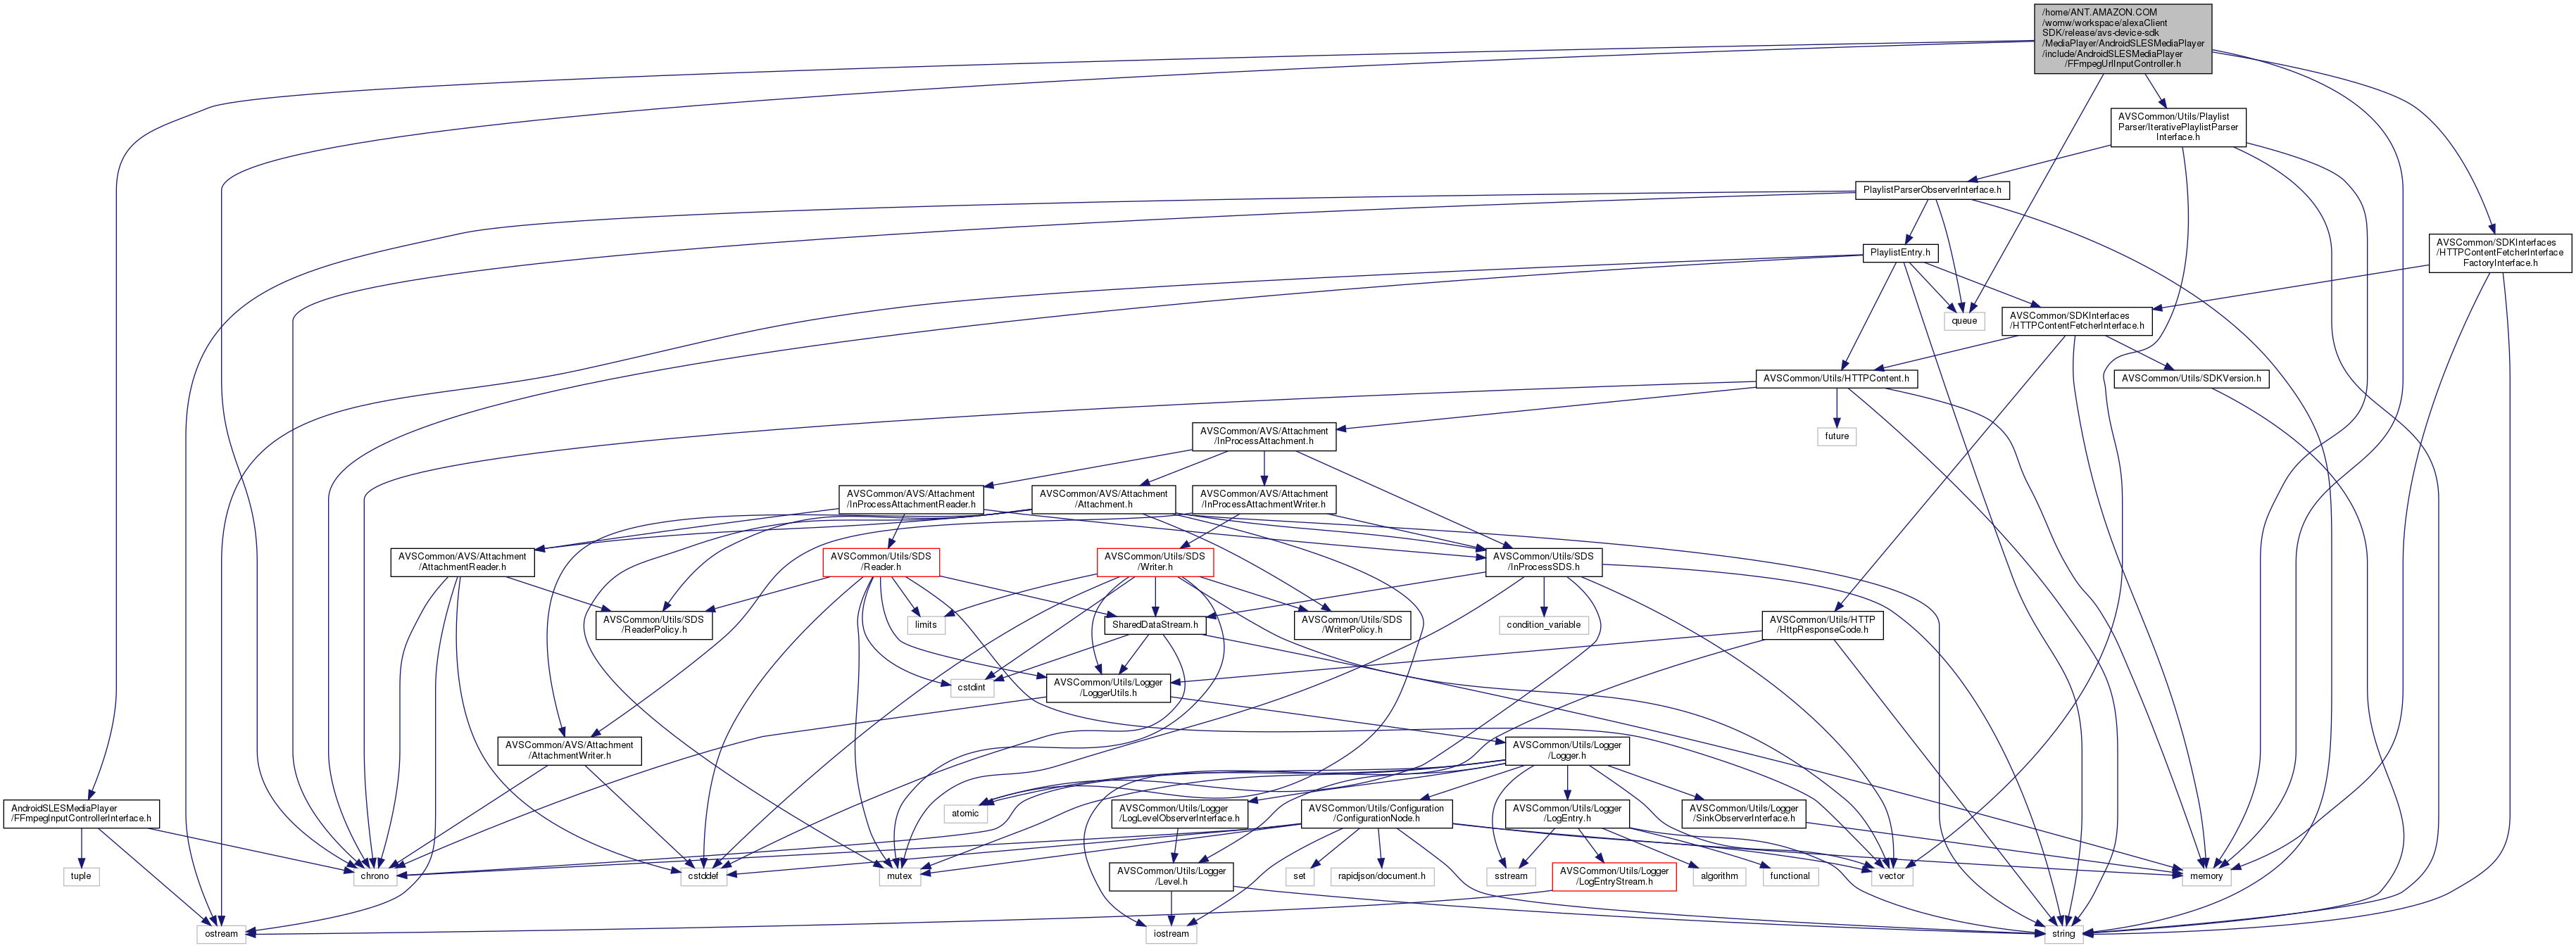 /home/ANT.AMAZON.COM
/womw/workspace/alexaClient
SDK/release/avs-device-sdk
/MediaPlayer/AndroidSLESMediaPlayer
/include/AndroidSLESMediaPlayer
/FFmpegUrlInputController.h
AVSCommon/Utils/Playlist
Parser/IterativePlaylistParser
Interface.h
PlaylistParserObserverInterface.h
AVSCommon/SDKInterfaces
/HTTPContentFetcherInterface
FactoryInterface.h
PlaylistEntry.h
queue
AVSCommon/SDKInterfaces
/HTTPContentFetcherInterface.h
AVSCommon/Utils/HTTPContent.h
AVSCommon/Utils/SDKVersion.h
AVSCommon/AVS/Attachment
/InProcessAttachment.h
future
AVSCommon/AVS/Attachment
/InProcessAttachmentReader.h
AVSCommon/AVS/Attachment
/Attachment.h
AVSCommon/AVS/Attachment
/InProcessAttachmentWriter.h
AVSCommon/AVS/Attachment
/AttachmentReader.h
AVSCommon/Utils/SDS
/Reader.h
AVSCommon/Utils/SDS
/Writer.h
AVSCommon/Utils/SDS
/InProcessSDS.h
AVSCommon/Utils/SDS
/ReaderPolicy.h
limits
SharedDataStream.h
AVSCommon/Utils/SDS
/WriterPolicy.h
condition_variable
AVSCommon/Utils/HTTP
/HttpResponseCode.h
cstdint
AVSCommon/Utils/Logger
/LoggerUtils.h
AVSCommon/AVS/Attachment
/AttachmentWriter.h
AVSCommon/Utils/Logger
/Logger.h
AndroidSLESMediaPlayer
/FFmpegInputControllerInterface.h
atomic
AVSCommon/Utils/Logger
/LogLevelObserverInterface.h
AVSCommon/Utils/Configuration
/ConfigurationNode.h
AVSCommon/Utils/Logger
/LogEntry.h
AVSCommon/Utils/Logger
/SinkObserverInterface.h
tuple
chrono
cstddef
mutex
AVSCommon/Utils/Logger
/Level.h
set
rapidjson/document.h
sstream
AVSCommon/Utils/Logger
/LogEntryStream.h
algorithm
functional
vector
memory
ostream
iostream
string